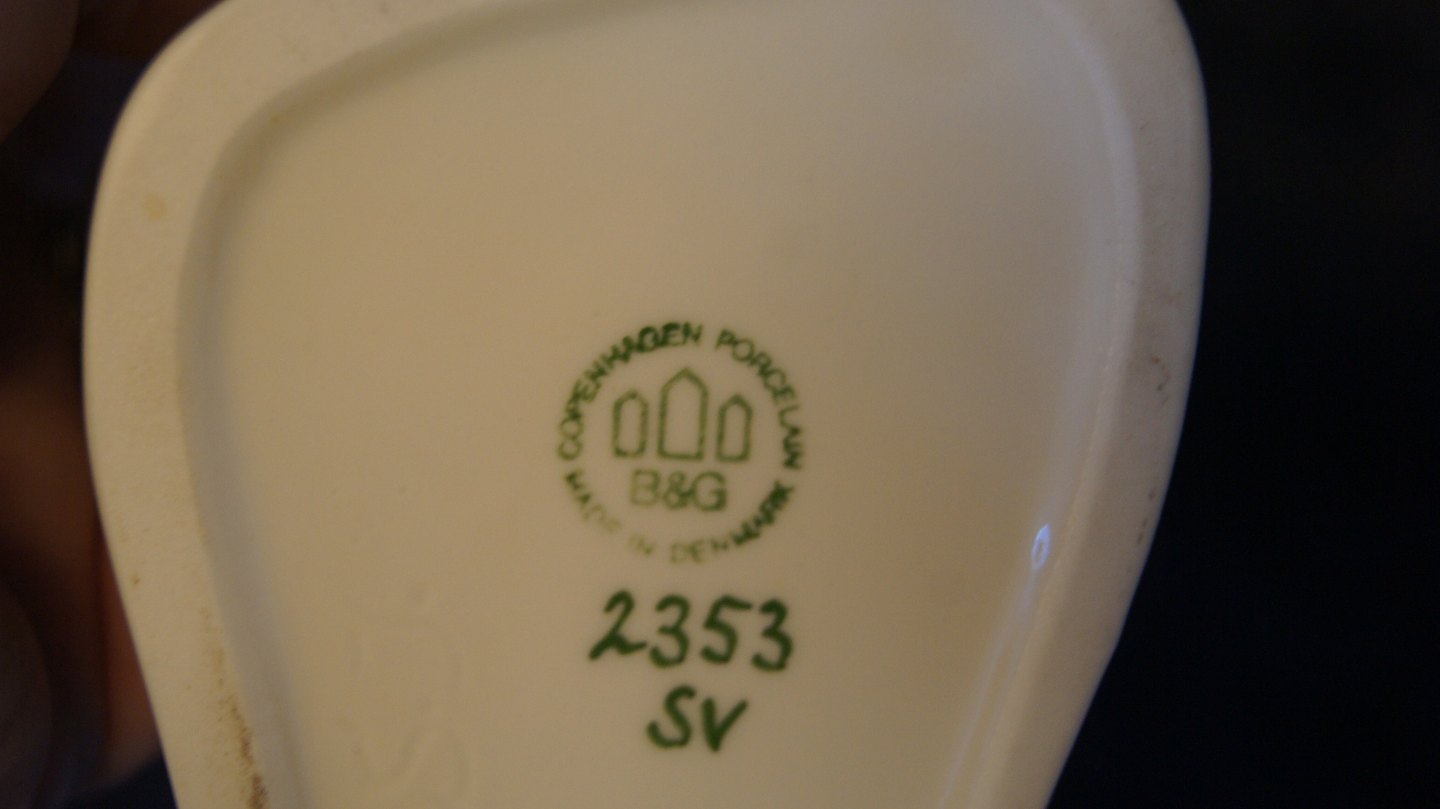 COPENHAGEN PORCELAIN
B&G
MADE IN DENMARK
2353
SV